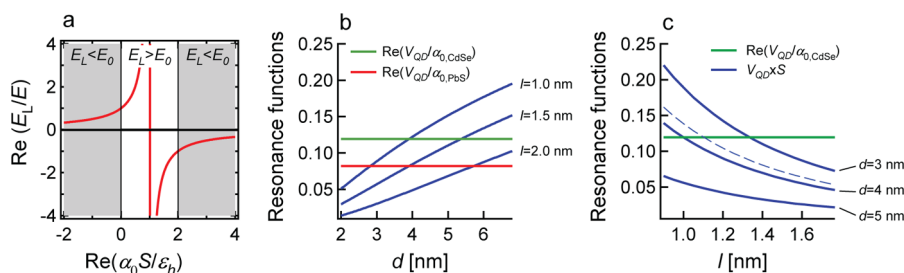 a
E_L<E_0 E_L>E_0 E_L<E_0
4
2
0
-2
-4
Re (E_L/E)
-2 0 2 4
Re(α_0S/ε_h)
b
Re(V_QD/α_0,CdSe)
Re(V_QD/α_0,PbS)
0.25
0.20
0.15
0.10
0.05
Resonance functions
l=1.0 nm
l=1.5 nm
l=2.0 nm
2 3 4 5 6
d [nm]
c
Re(V_QD/α_0,CdSe)
V_QDxS
0.25
0.20
0.15
0.10
0.05
Resonance functions
d=3 nm
d=4 nm
d=5 nm
1.0 1.2 1.4 1.6
l [nm]